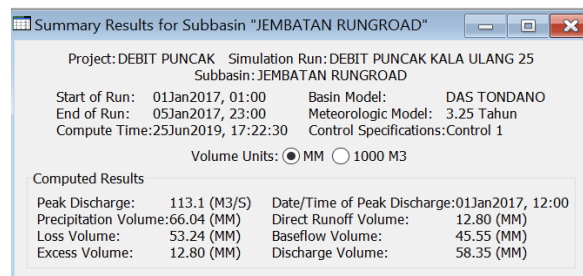 Summary Results for Subbasin "JEMBATAN RUNGROAD"
Project: DEBIT PUNCAK Simulation Run: DEBIT PUNCAK KALA ULANG 25
Subbasin: JEMBATAN RUNGROAD
Start of Run: 01Jan2017, 01:00 Basin Model: DAS TONDANO
End of Run: 05Jan2017, 23:00 Meteorologic Model: 3.25 Tahun
Compute Time:25Jun2019, 17:22:30 Control Specifications:Control 1
Volume Units: MM 1000 M3
Computed Results
Peak Discharge: 113.1 (M3/S) Date/Time of Peak Discharge:01Jan2017, 12:00
Precipitation Volume:66.04 (MM) Direct Runoff Volume: 12.80 (MM)
Loss Volume: 53.24 (MM) Baseflow Volume: 45.55 (MM)
Excess Volume: 12.80 (MM) Discharge Volume: 58.35 (MM)